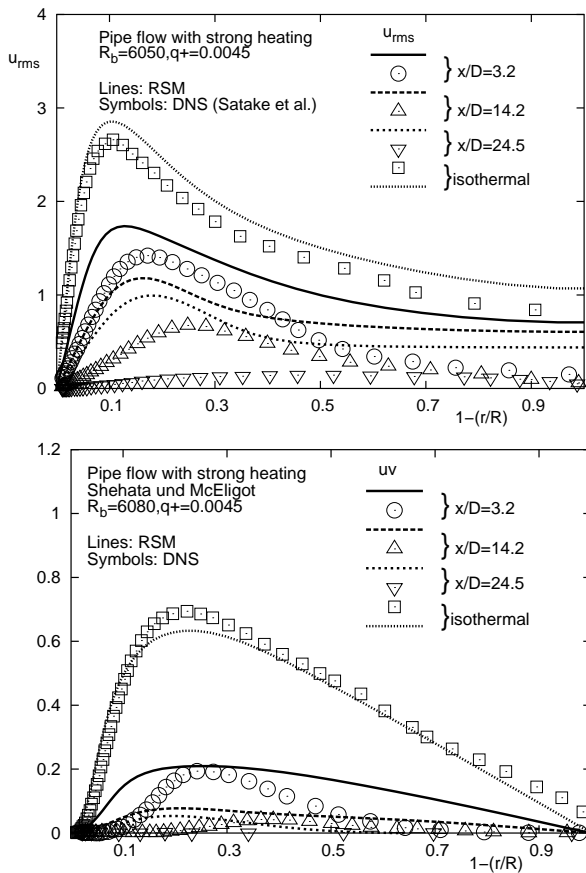 4
u_rms
3
2
1
0
Pipe flow with strong heating
R_b=6050,q+=0.0045
Lines: RSM
Symbols: DNS (Satake et al.)
u_rms
} x/D=3.2
} x/D=14.2
} x/D=24.5
}isothermal
0.1 0.3 0.5 0.7 0.9
1−(r/R)
1.2
1
0.8
0.6
0.4
0.2
0
Pipe flow with strong heating
Shehata und McEligot
R_b=6080,q+=0.0045
Lines: RSM
Symbols: DNS
uv
} x/D=3.2
} x/D=14.2
} x/D=24.5
}isothermal
0.1 0.3 0.5 0.7 0.9
1−(r/R)